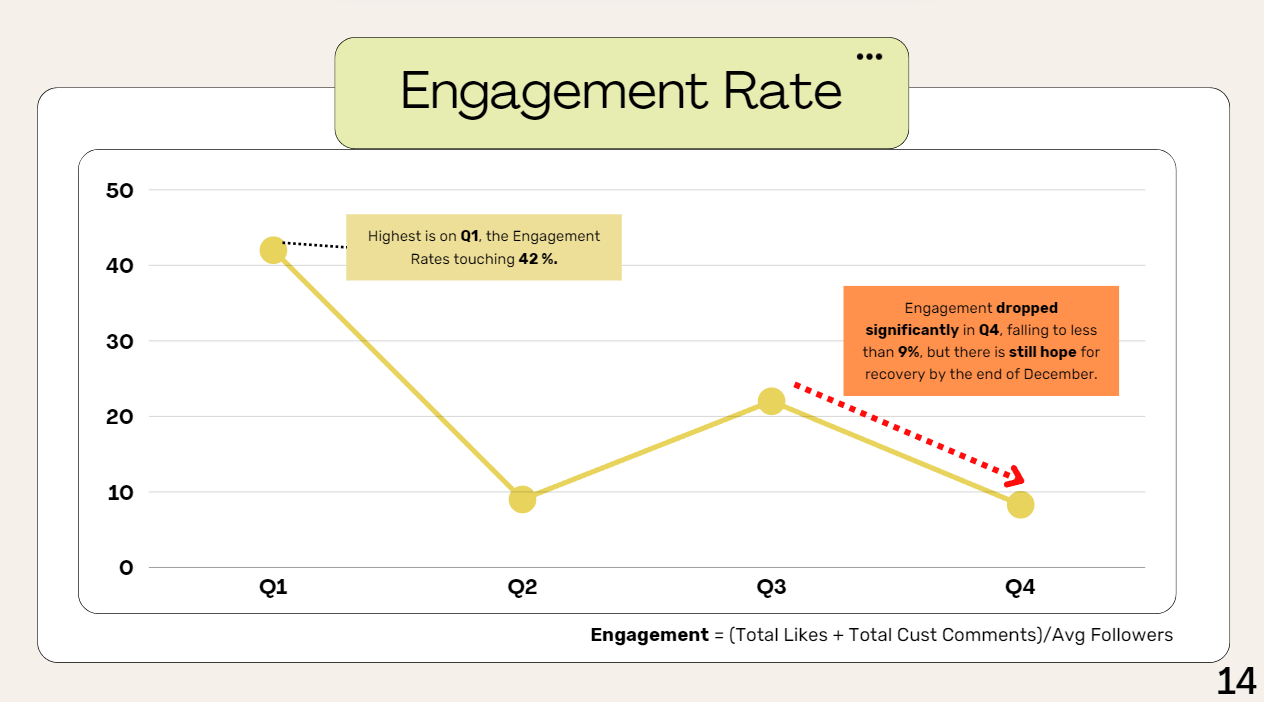 Engagement Rate
50
40
30
20
10
0
Highest is on Q1, the Engagement
Rates touching 42 %.
Engagement dropped
significantly in Q4, falling to less
than 9%, but there is still hope for
recovery by the end of December.
Q1 Q2 Q3 Q4
Engagement = (Total Likes + Total Cust Comments)/Avg Followers
14